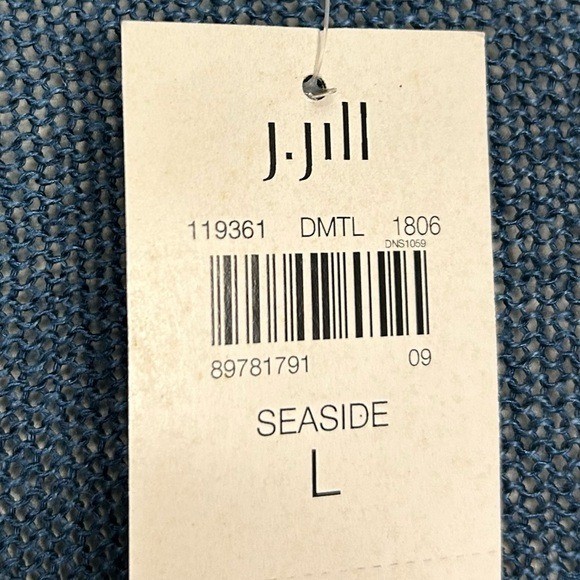 J.Jill
119361 DMTL 1806
DNS1059
89781791 09
SEASIDE
L